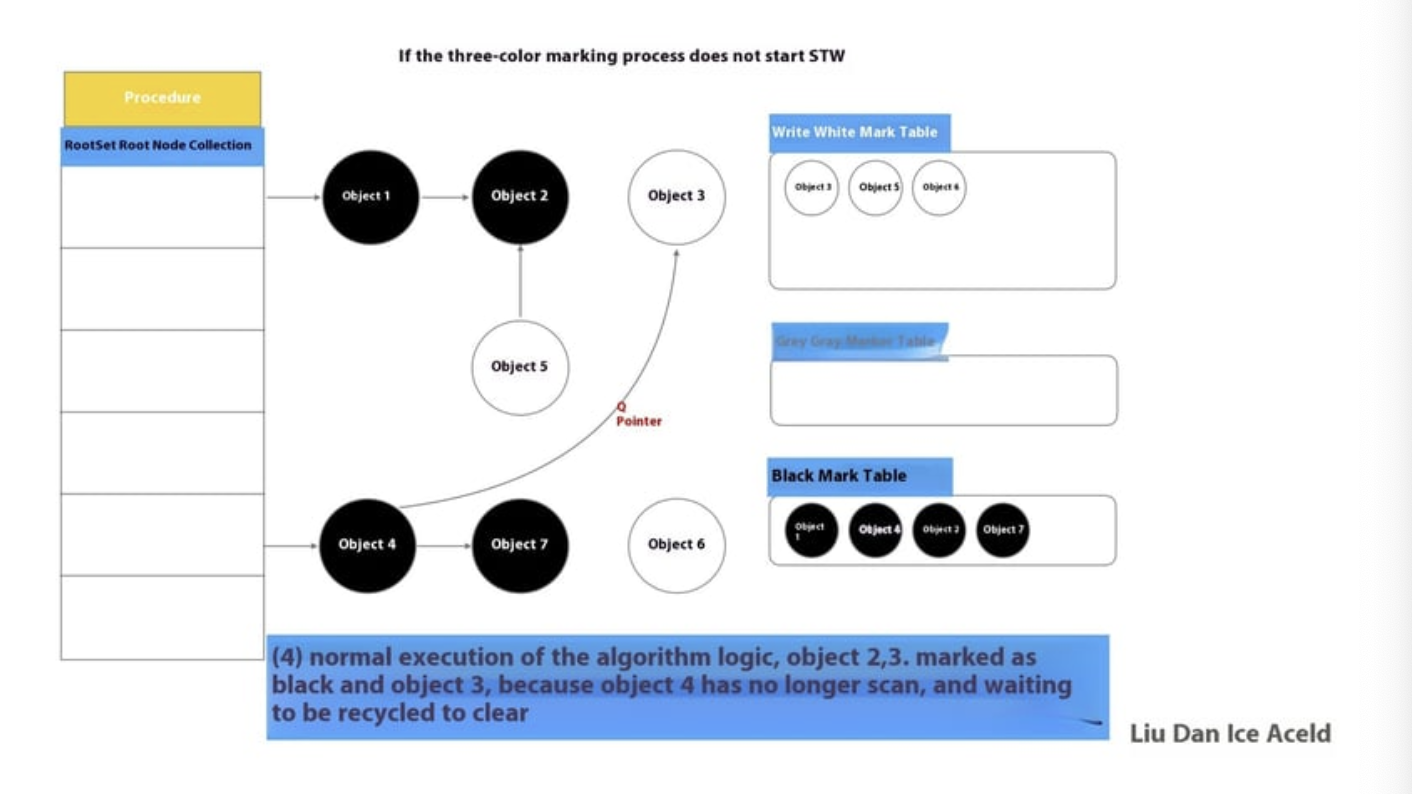 If the three-color marking process does not start STW
Procedure
RootSet Root Node Collection
Object 1
Object 2
Object 3
Object 5
Q
Pointer
Object 4
Object 7
Object 6
Write White Mark Table
Object 3
Object 5
Object 6
Grey Gray Marker Table
Black Mark Table
Object
1
Object 4
Object 2
Object 7
(4) normal execution of the algorithm logic, object 2,3. marked as
black and object 3, because object 4 has no longer scan, and waiting
to be recycled to clear
Liu Dan Ice Aceld